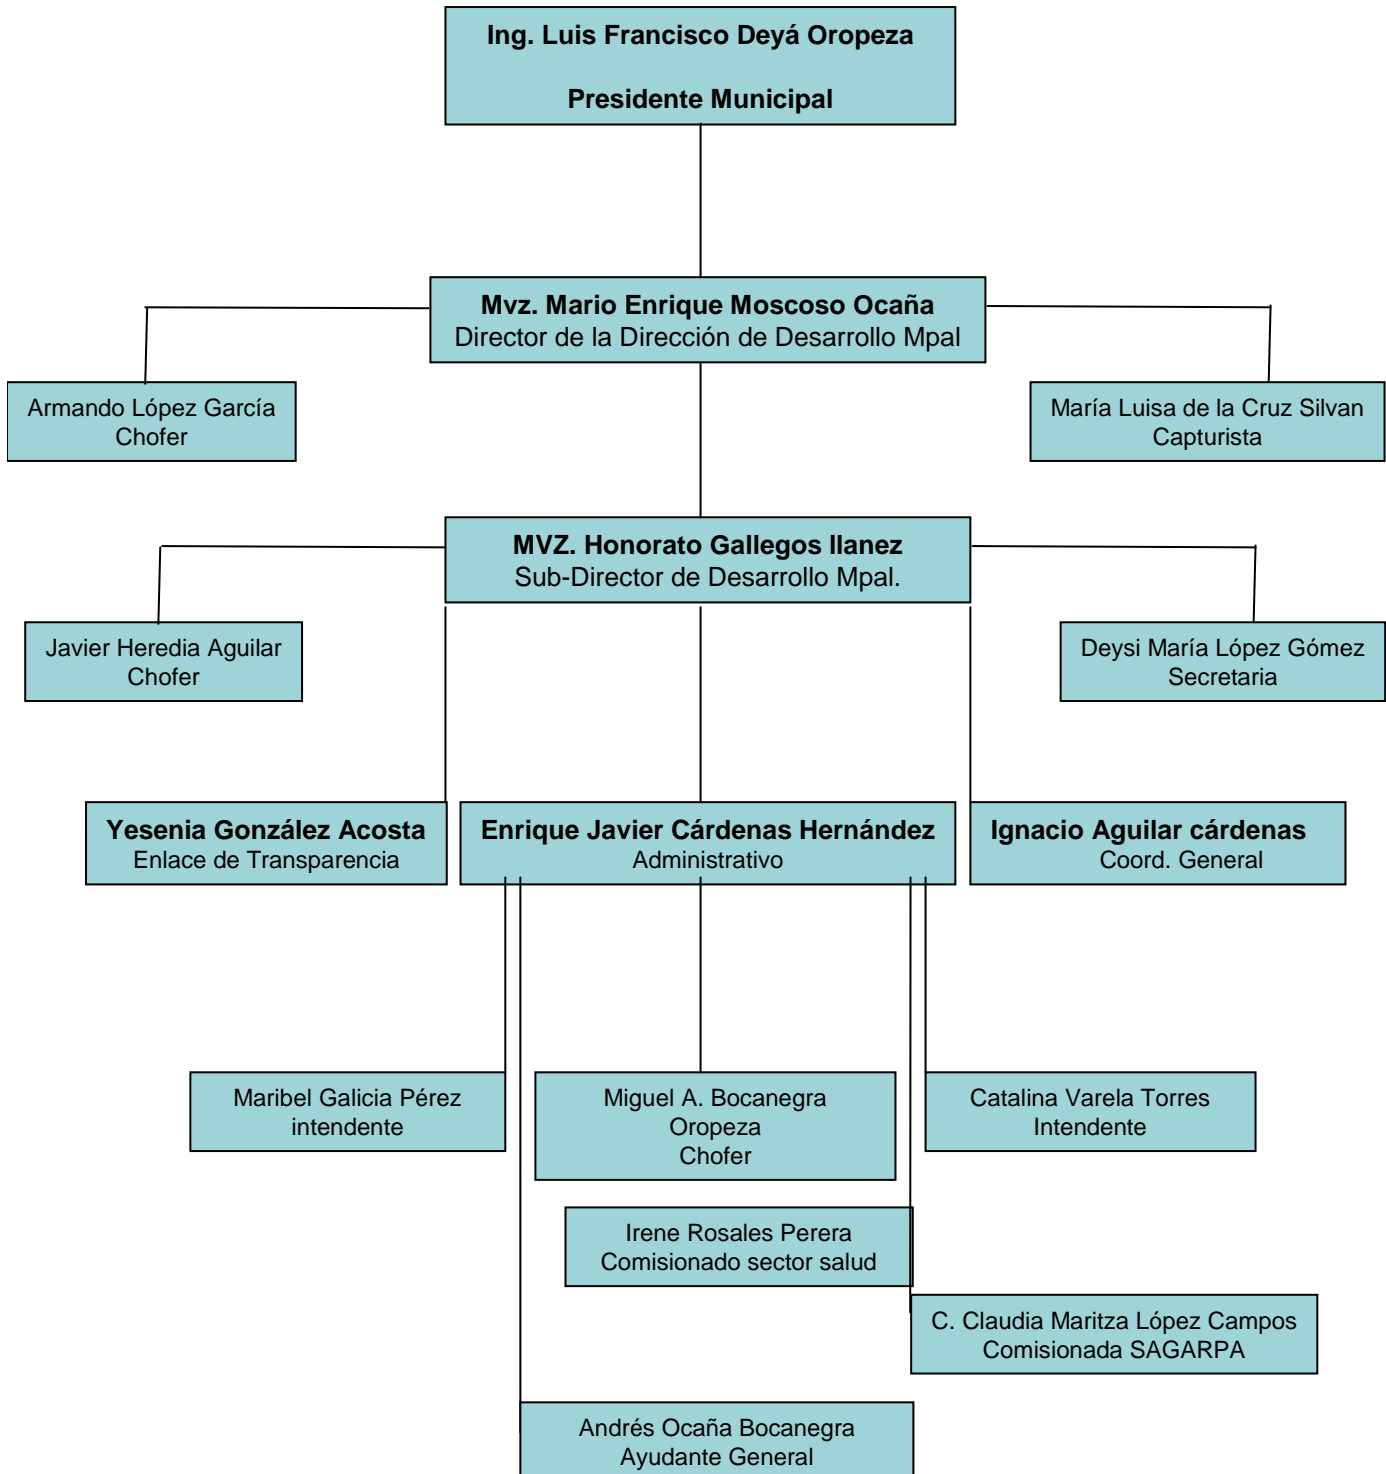 Ing. Luis Francisco Deyá Oropeza
Presidente Municipal
Mvz. Mario Enrique Moscoso Ocaña
Director de la Dirección de Desarrollo Mpal
Armando López García
Chofer
María Luisa de la Cruz Silvan
Capturista
MVZ. Honorato Gallegos Ilanez
Sub-Director de Desarrollo Mpal.
Javier Heredia Aguilar
Chofer
Deysi María López Gómez
Secretaria
Yesenia González Acosta
Enlace de Transparencia
Enrique Javier Cárdenas Hernández
Administrativo
Ignacio Aguilar cárdenas
Coord. General
Maribel Galicia Pérez
intendente
Miguel A. Bocanegra
Oropeza
Chofer
Catalina Varela Torres
Intendente
Irene Rosales Perera
Comisionado sector salud
C. Claudia Maritza López Campos
Comisionada SAGARPA
Andrés Ocaña Bocanegra
Ayudante General